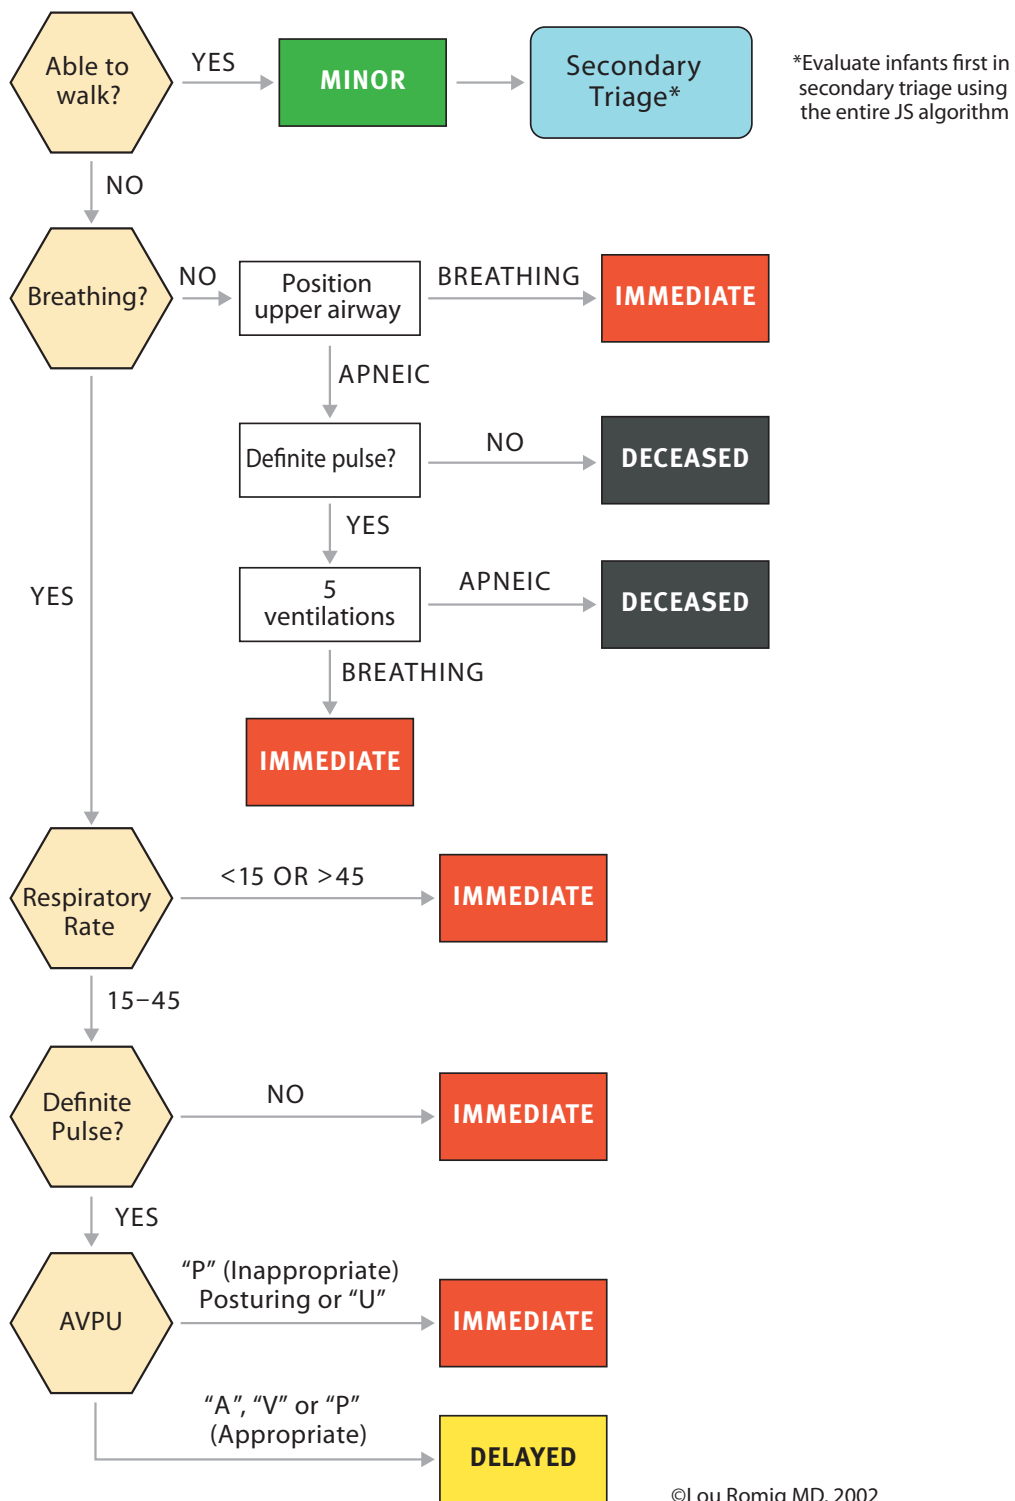 Able to
walk?
YES
MINOR
Secondary
Triage*
*Evaluate infants first in
secondary triage using
the entire JS algorithm
NO
Breathing?
NO
Position
upper airway
BREATHING
IMMEDIATE
APNEIC
Definite pulse?
NO
DECEASED
YES
5
ventilations
APNEIC
DECEASED
BREATHING
IMMEDIATE
YES
Respiratory
Rate
<15 OR >45
IMMEDIATE
15–45
Definite
Pulse?
NO
IMMEDIATE
YES
AVPU
“P” (Inappropriate)
Posturing or “U”
IMMEDIATE
“A”, “V” or “P”
(Appropriate)
DELAYED
©Lou Romig MD, 2002